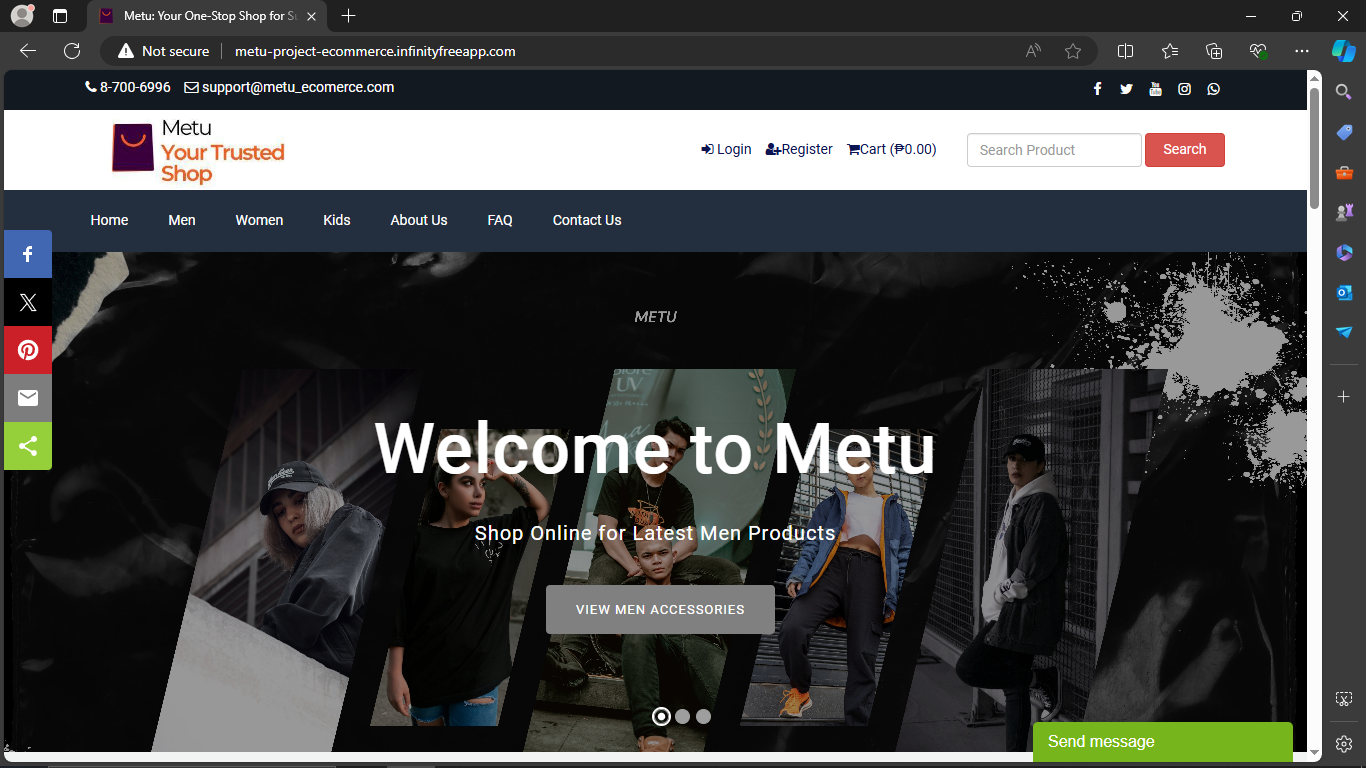 Metu: Your One-Stop Shop for Su
Not secure
metu-project-ecommerce.infinityfreeapp.com
8-700-6996 support@metu_ecomerce.com
Metu
Your Trusted
Shop
Login Register Cart (₱0.00)
Search Product
Search
Home Men Women Kids About Us FAQ Contact Us
METU
UV
Welcome to Metu
Shop Online for Latest Men Products
VIEW MEN ACCESSORIES
Send message